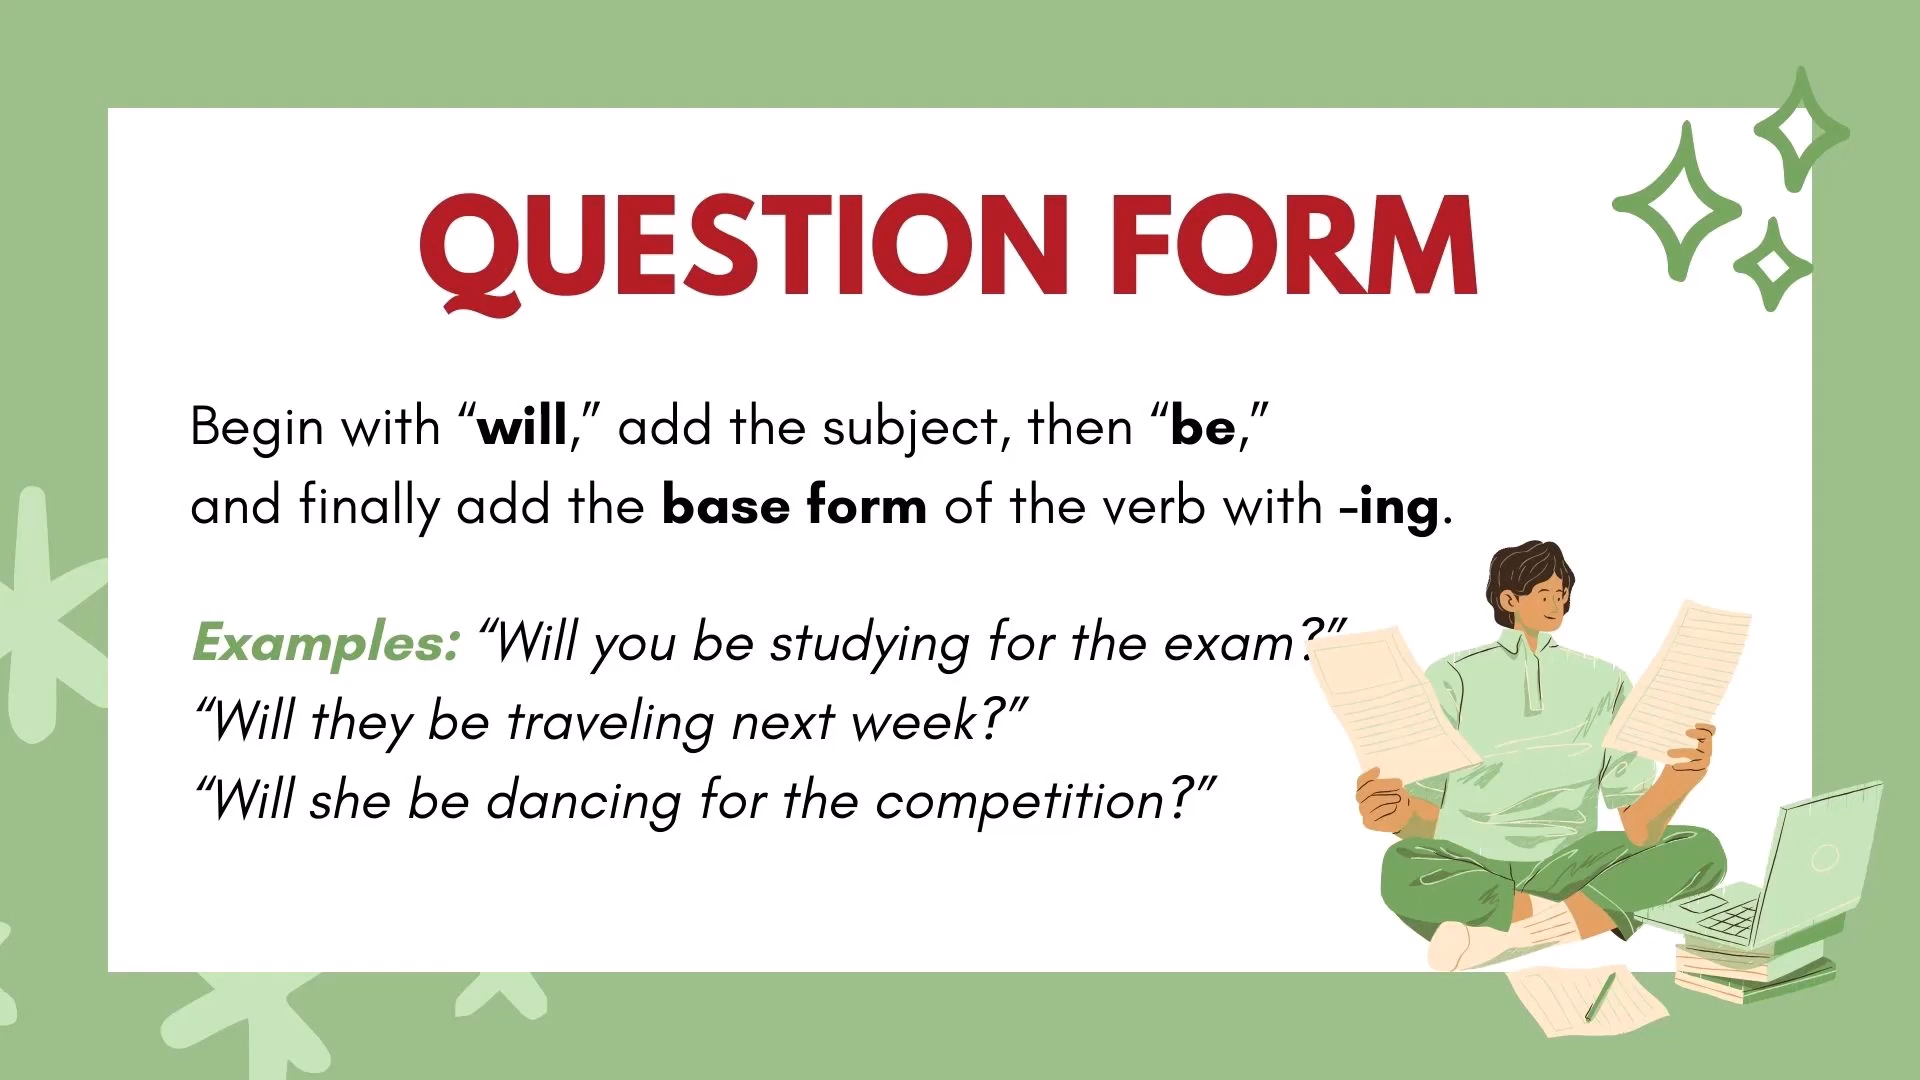 QUESTION FORM
Begin with “will,” add the subject, then “be,”
and finally add the base form of the verb with -ing.
Examples: “Will you be studying for the exam?”
“Will they be traveling next week?”
“Will she be dancing for the competition?”